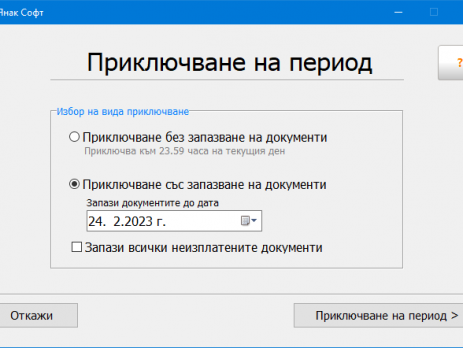 Янак Софт
Приключване на период
?
Избор на вида приключване
Приключване без запазване на документи
Приключва към 23.59 часа на текущия ден
Приключване със запазване на документи
Запази документите до дата
24. 2.2023 г.
Запази всички неизплатените документи
Откажи
Приключване на период >